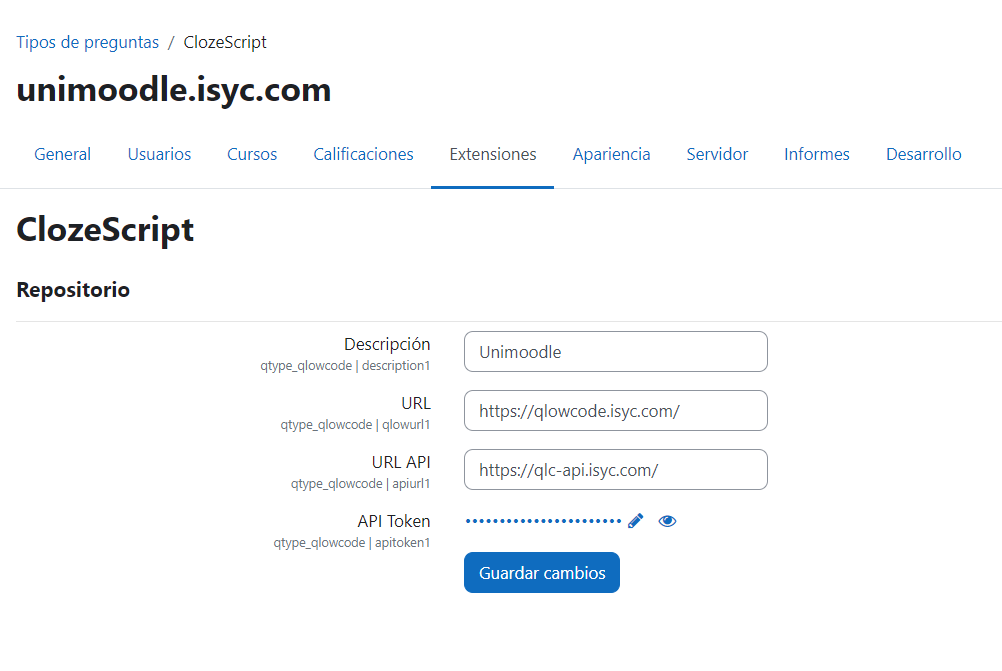 Tipos de preguntas / ClozeScript
unimoodle.isyc.com
General Usuarios Cursos Calificaciones Extensiones Apariencia Servidor Informes Desarrollo
ClozeScript
Repositorio
Descripción
qtype_qlowcode | description1
Unimoodle
URL
qtype_qlowcode | qlowurl1
https://qlowcode.isyc.com/
URL API
qtype_qlowcode | apiurl1
https://qlc-api.isyc.com/
API Token
qtype_qlowcode | apitoken1
Guardar cambios